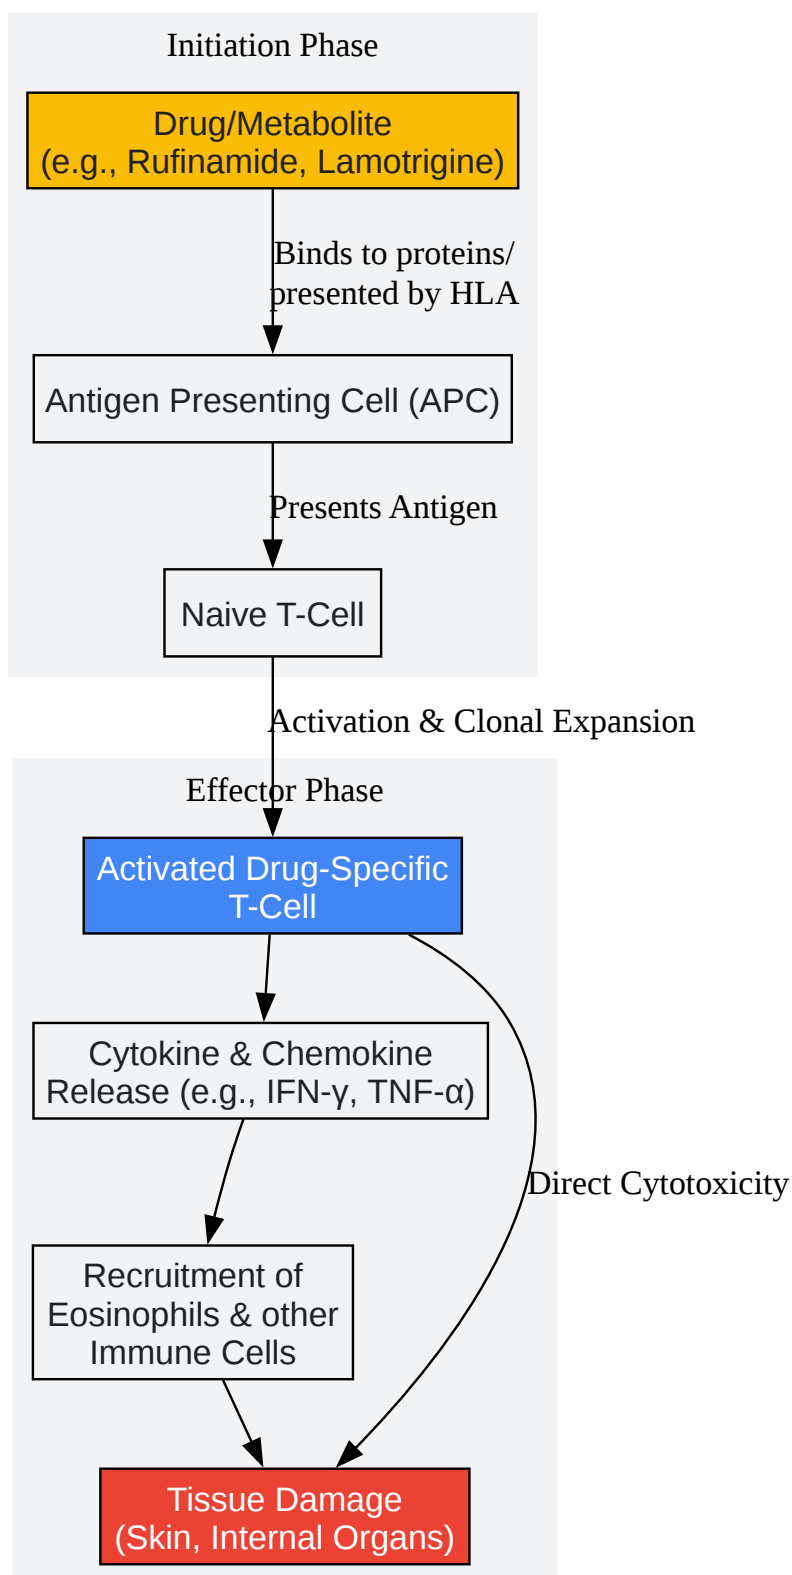 Initiation Phase
Drug/Metabolite
(e.g., Rufinamide, Lamotrigine)
Binds to proteins/
presented by HLA
Antigen Presenting Cell (APC)
Presents Antigen
Naive T-Cell
Activation & Clonal Expansion
Effector Phase
Activated Drug-Specific
T-Cell
Cytokine & Chemokine
Release (e.g., IFN-γ, TNF-α)
Direct Cytotoxicity
Recruitment of
Eosinophils & other
Immune Cells
Tissue Damage
(Skin, Internal Organs)